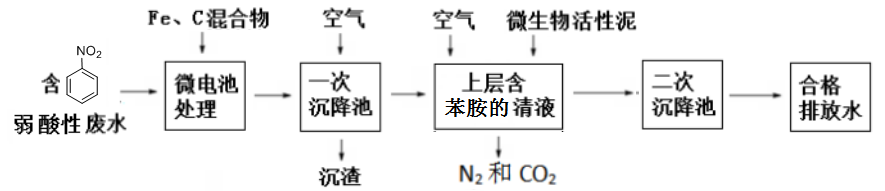 Fe、C混合物
空气
空气
微生物活性泥
NO₂
含
弱酸性废水
微电池
处理
一次
沉降池
上层含
苯胺的清液
二次
沉降池
合格
排放水
沉渣
N₂和CO₂